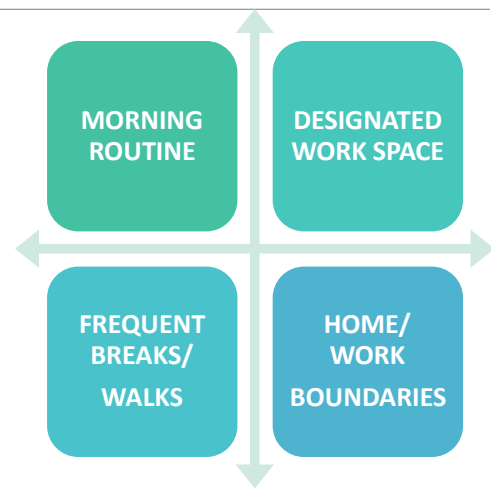 MORNING
ROUTINE
DESIGNATED
WORK SPACE
FREQUENT
BREAKS/
WALKS
HOME/
WORK
BOUNDARIES